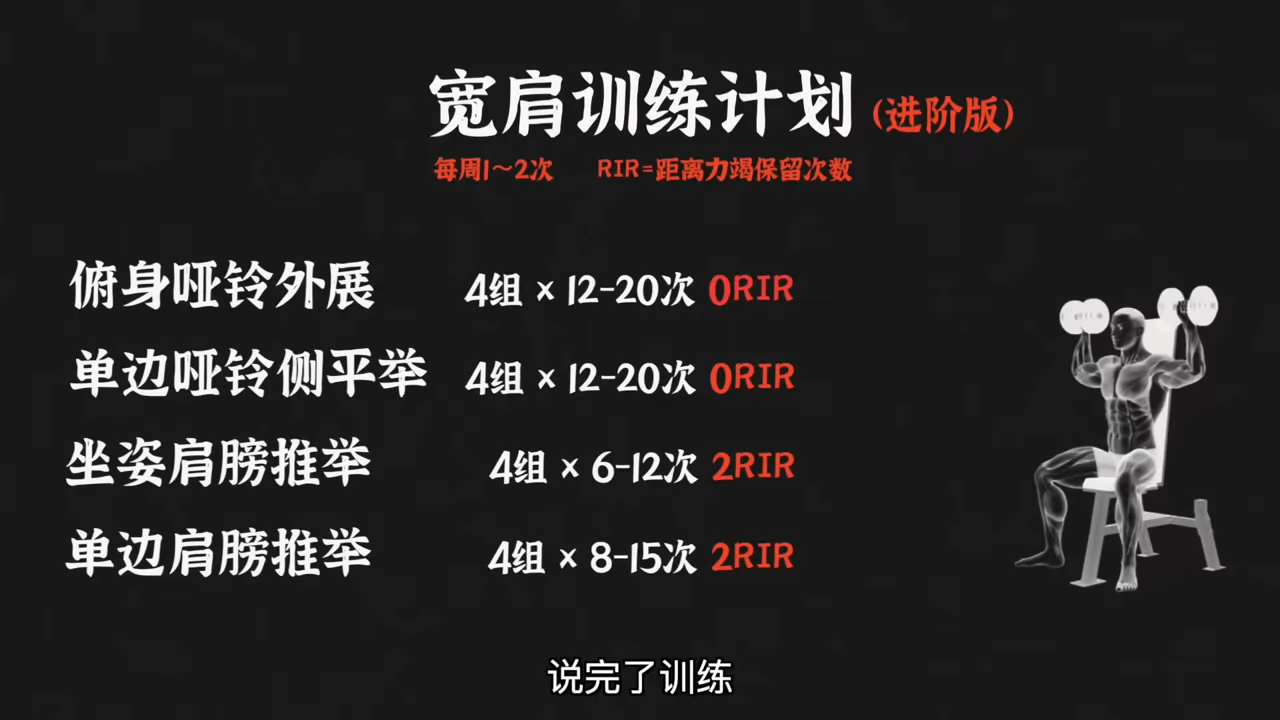 宽肩训练计划 (进阶版)
每周1~2次 RIR=距离力竭保留次数
俯身哑铃外展 4组 × 12-20次 0RIR
单边哑铃侧平举 4组 × 12-20次 0RIR
坐姿肩膀推举 4组 × 6-12次 2RIR
单边肩膀推举 4组 × 8-15次 2RIR
说完了训练